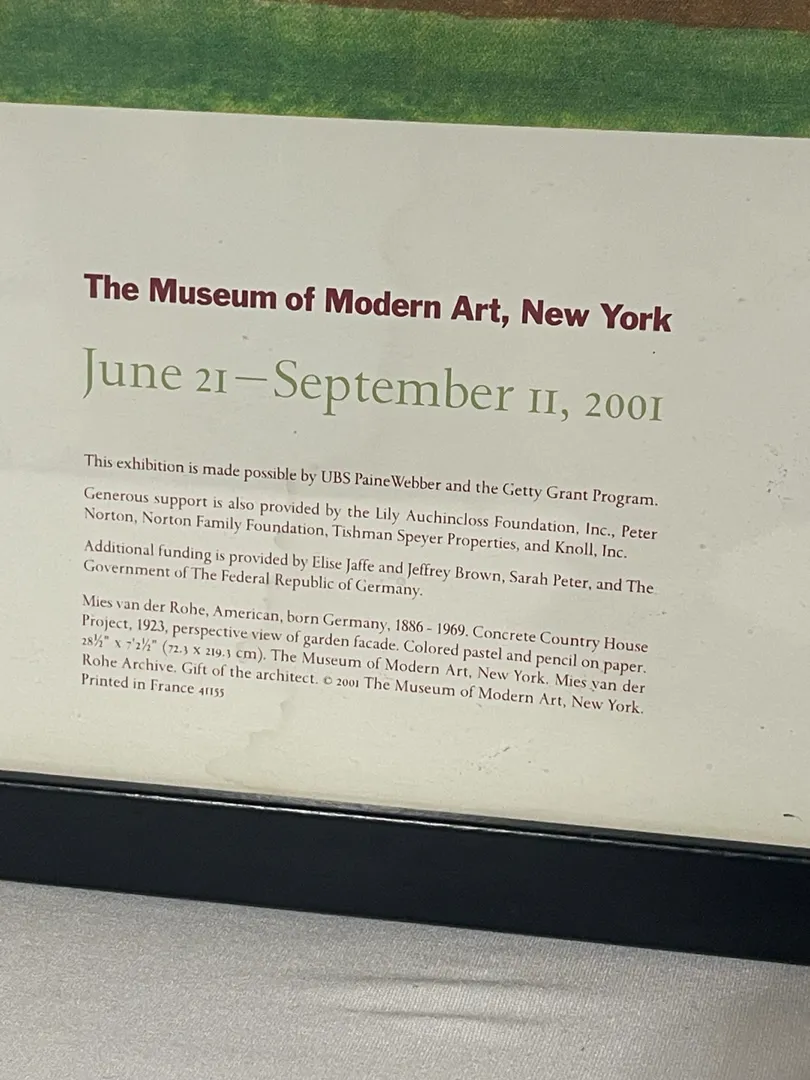 The Museum of Modern Art, New York
June 21–September 11, 2001
This exhibition is made possible by UBS PaineWebber and the Getty Grant Program.
Generous support is also provided by the Lily Auchincloss Foundation, Inc., Peter
Norton, Norton Family Foundation, Tishman Speyer Properties, and Knoll, Inc.
Additional funding is provided by Elise Jaffe and Jeffrey Brown, Sarah Peter, and The
Government of The Federal Republic of Germany.
Mies van der Rohe, American, born Germany, 1886 - 1969. Concrete Country House
Project, 1923, perspective view of garden facade. Colored pastel and pencil on paper.
28½" x 7'2½" (72.3 x 219.3 cm). The Museum of Modern Art, New York. Mies van der
Rohe Archive. Gift of the architect. © 2001 The Museum of Modern Art, New York.
Printed in France 41155